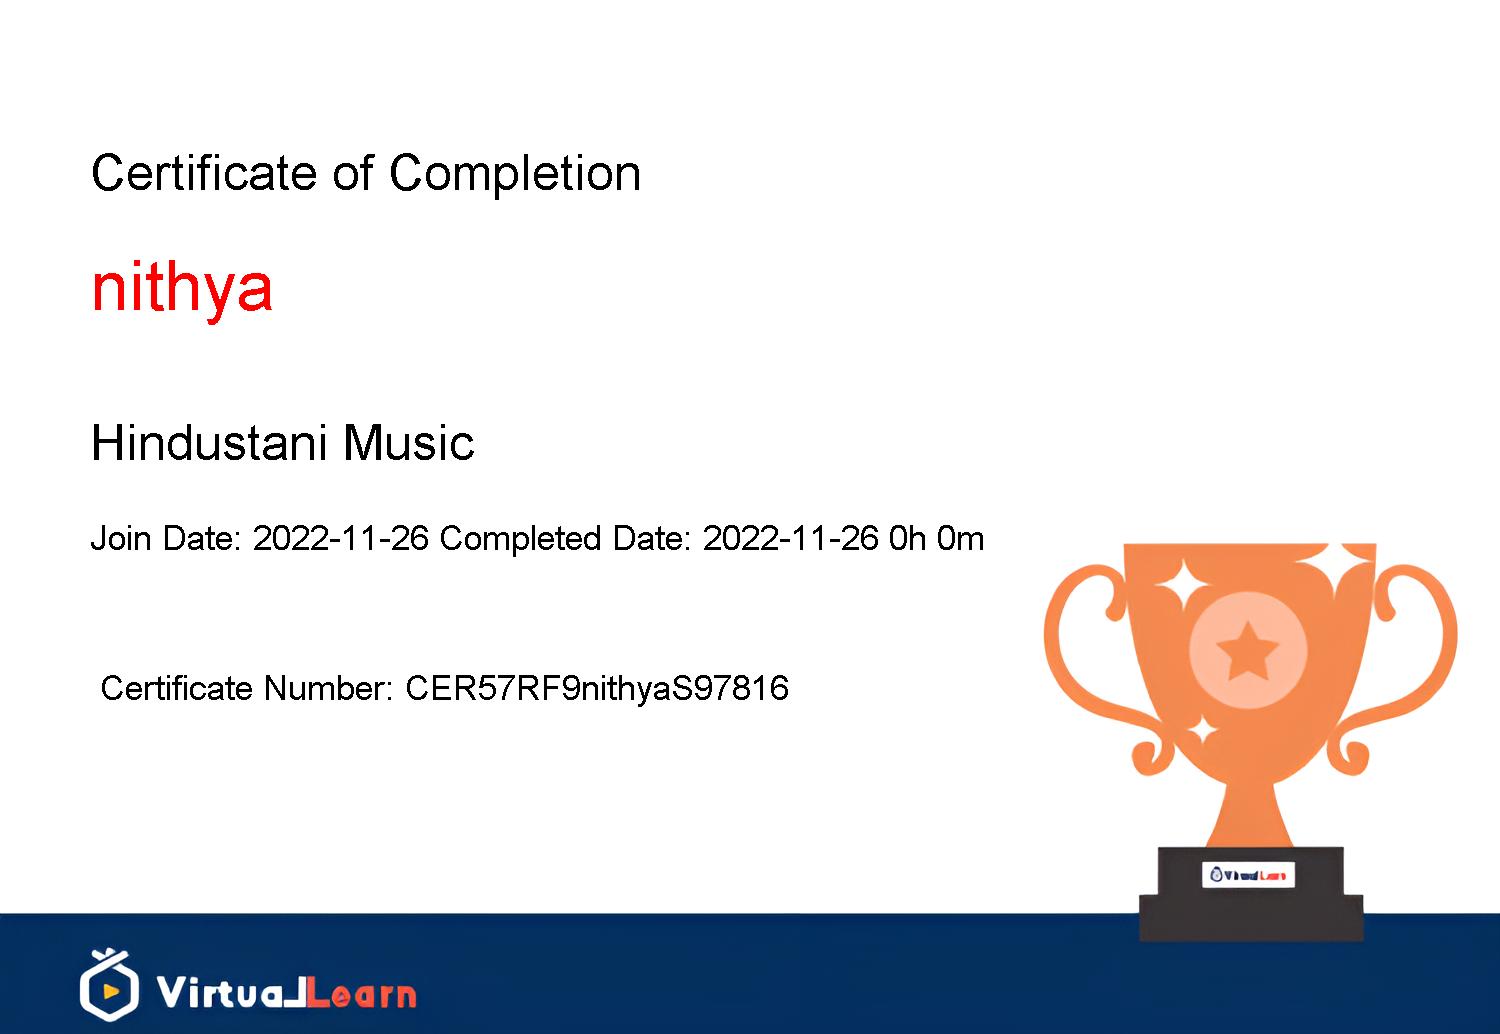 Certificate of Completion
nithya
Hindustani Music
Join Date: 2022-11-26 Completed Date: 2022-11-26 0h 0m
Certificate Number: CER57RF9nithyaS97816
VirtualLearn
VirtualLearn